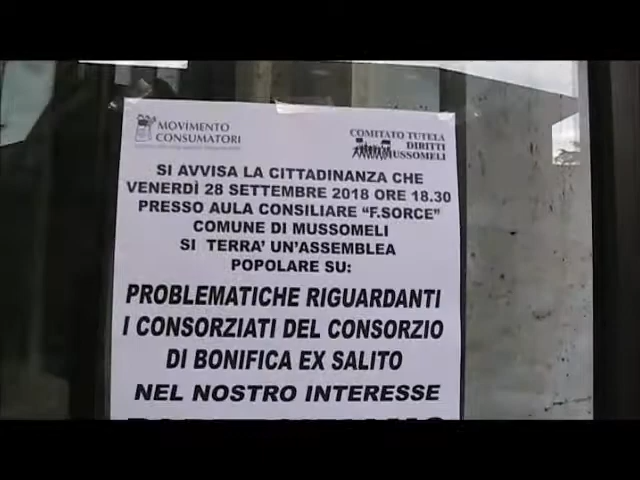 MOVIMENTO
CONSUMATORI
COMITATO TUTELA
DIRITTI
MUSSOMELI
SI AVVISA LA CITTADINANZA CHE
VENERDÌ 28 SETTEMBRE 2018 ORE 18.30
PRESSO AULA CONSILIARE “F.SORCE”
COMUNE DI MUSSOMELI
SI TERRA’ UN’ASSEMBLEA
POPOLARE SU:
PROBLEMATICHE RIGUARDANTI
I CONSORZIATI DEL CONSORZIO
DI BONIFICA EX SALITO
NEL NOSTRO INTERESSE